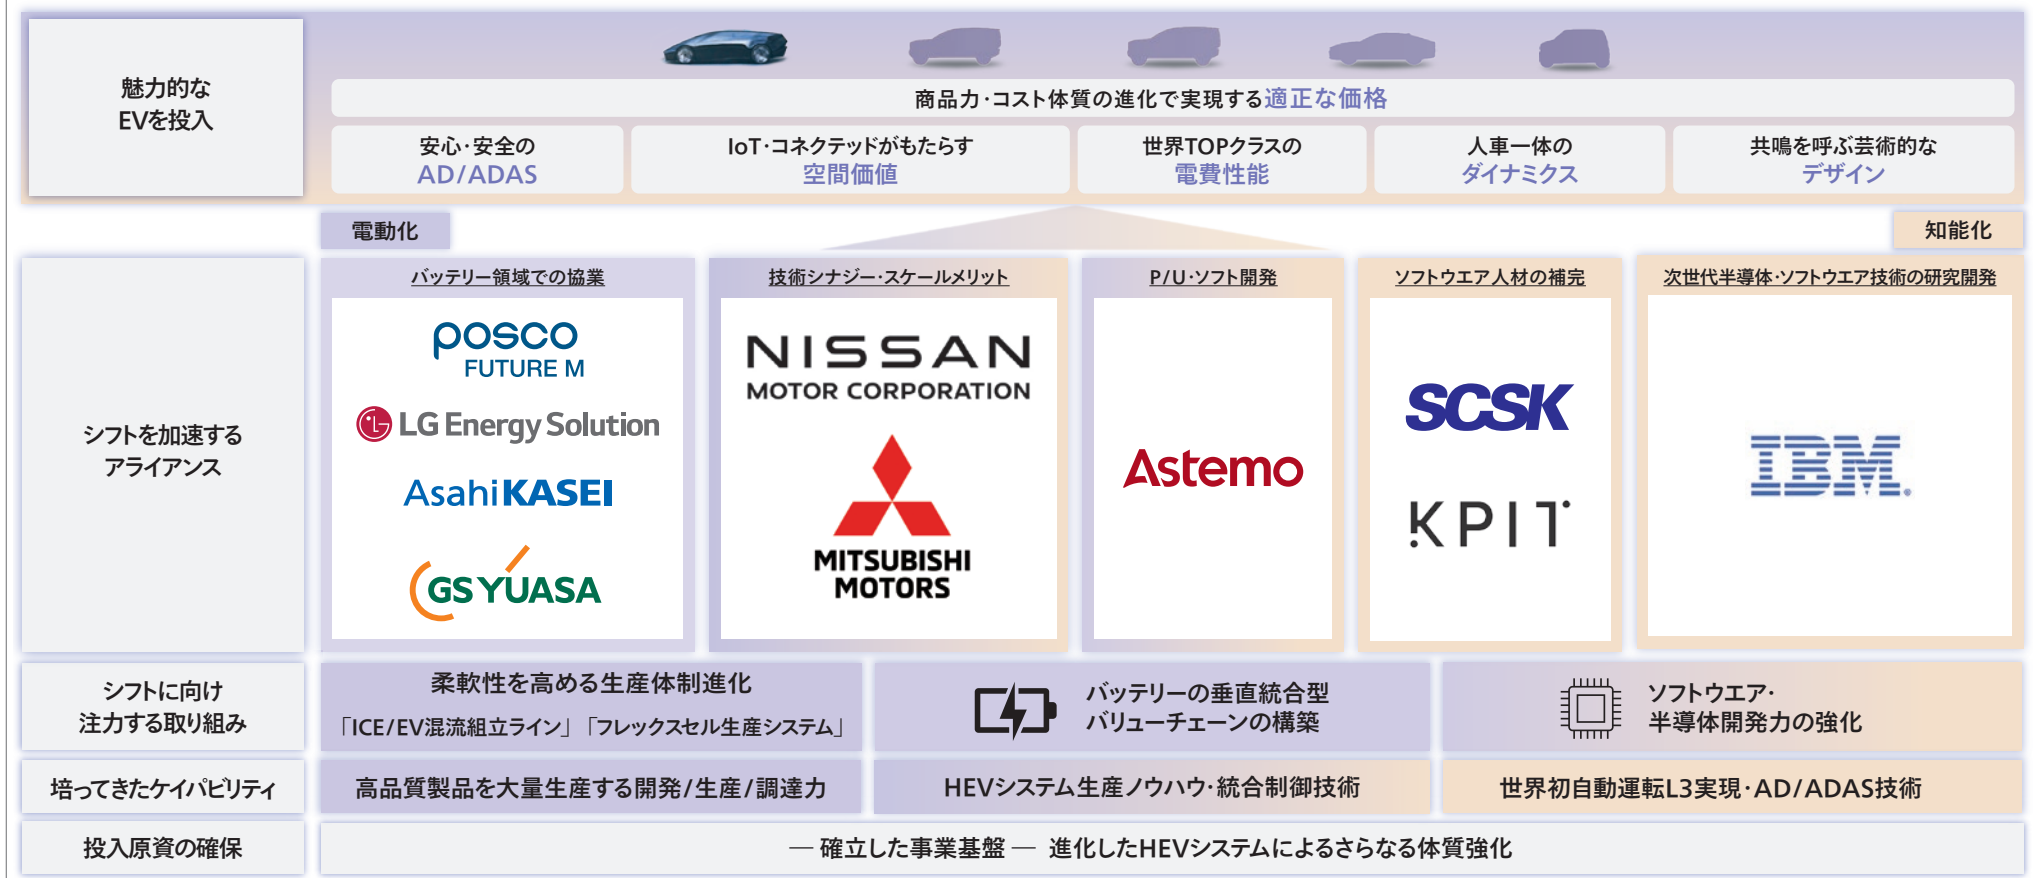 魅力的な
EVを投入
商品力・コスト体質の進化で実現する適正な価格
安心・安全の
AD/ADAS
IoT・コネクテッドがもたらす
空間価値
世界TOPクラスの
電費性能
人車一体の
ダイナミクス
共鳴を呼ぶ芸術的な
デザイン
電動化
知能化
シフトを加速する
アライアンス
バッテリー領域での協業
posco
FUTURE M
LG Energy Solution
AsahiKASEI
GS YUASA
技術シナジー・スケールメリット
NISSAN
MOTOR CORPORATION
MITSUBISHI
MOTORS
P/U・ソフト開発
Astemo
ソフトウエア人材の補完
SCSK
KPIT
次世代半導体・ソフトウエア技術の研究開発
IBM
シフトに向け
注力する取り組み
柔軟性を高める生産体制進化
「ICE/EV混流組立ライン」「フレックスセル生産システム」
バッテリーの垂直統合型
バリューチェーンの構築
ソフトウエア・
半導体開発力の強化
培ってきたケイパビリティ
高品質製品を大量生産する開発/生産/調達力
HEVシステム生産ノウハウ・統合制御技術
世界初自動運転L3実現・AD/ADAS技術
投入原資の確保
― 確立した事業基盤 ― 進化したHEVシステムによるさらなる体質強化